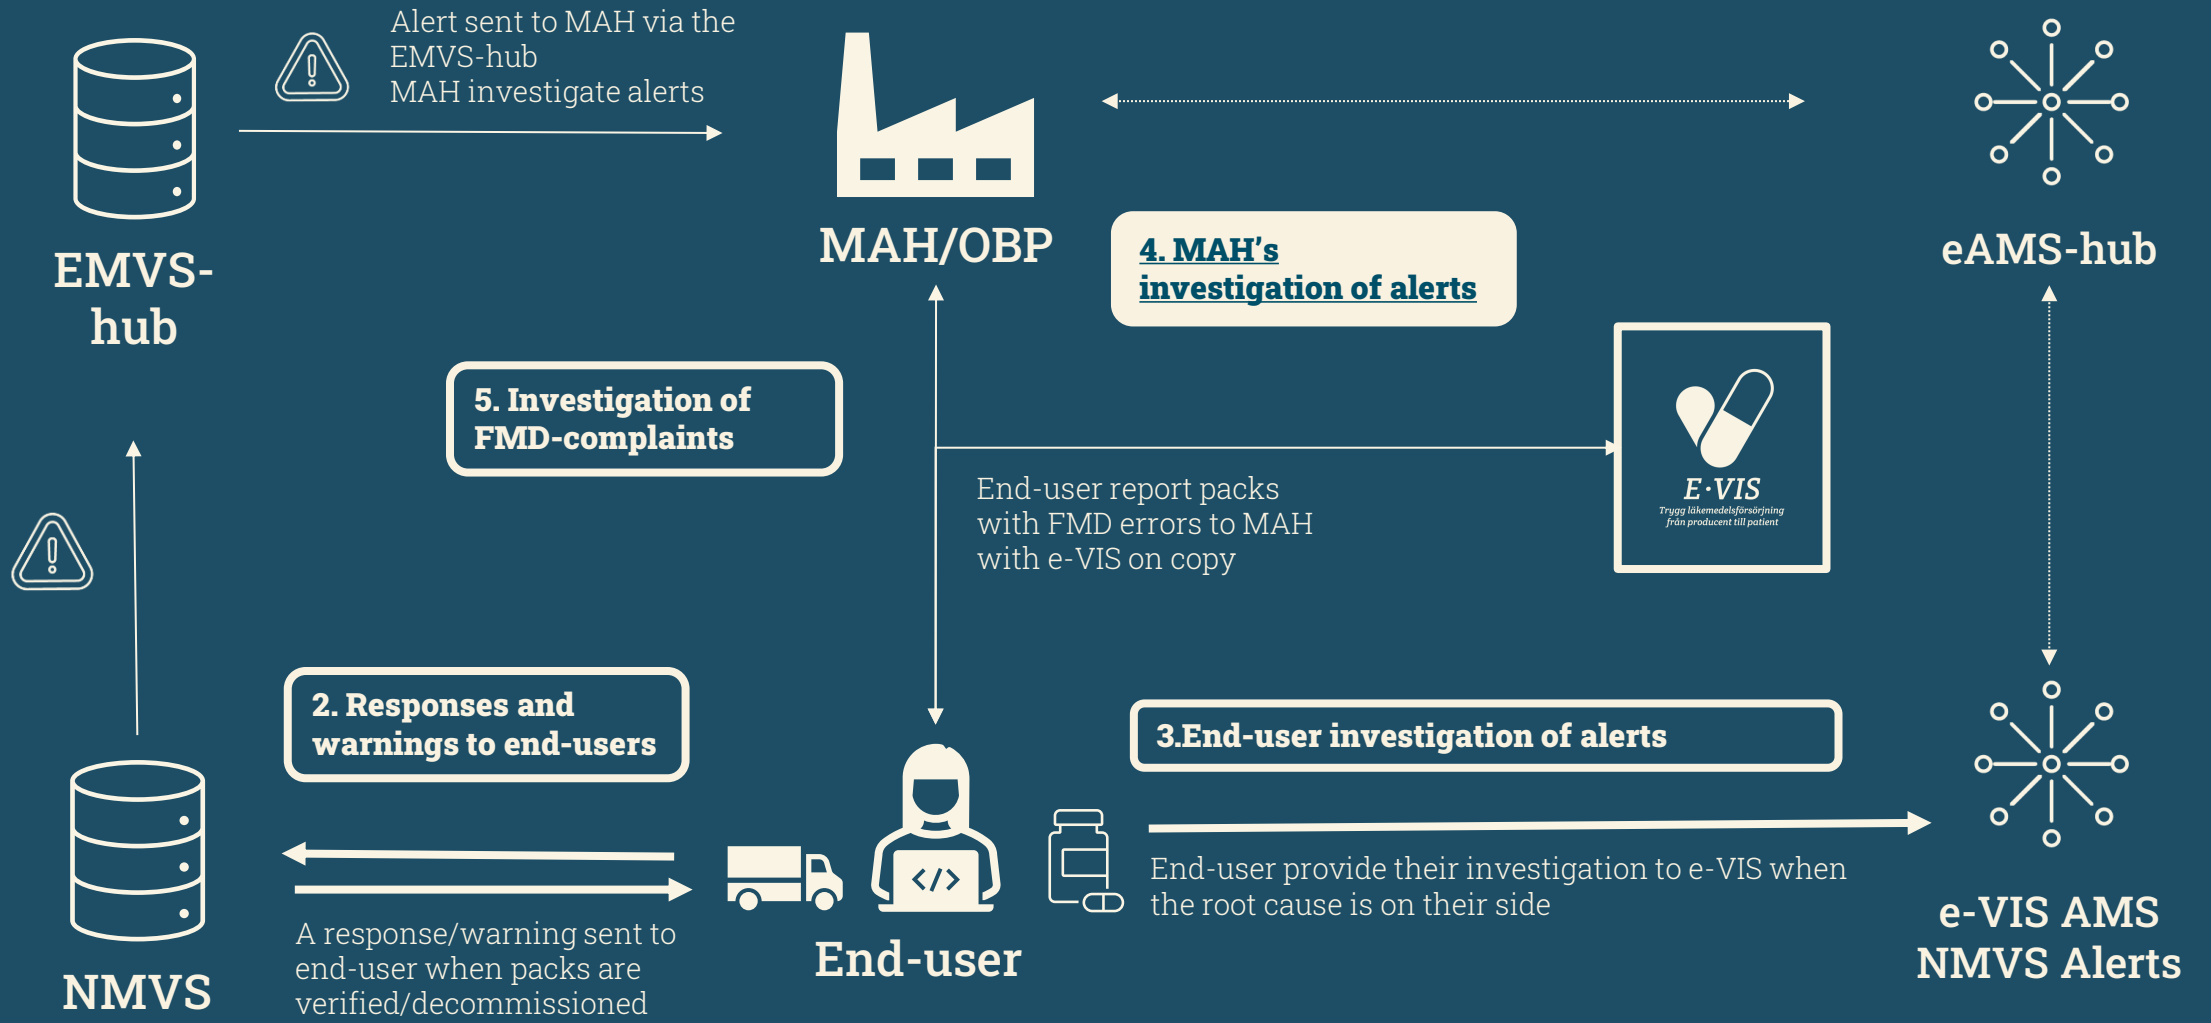 Alert sent to MAH via the
EMVS-hub
MAH investigate alerts
EMVS-
hub
MAH/OBP
4. MAH's
investigation of alerts
eAMS-hub
5. Investigation of
FMD-complaints
E·VIS
Trygg läkemedelsförsörjning
från producent till patient
End-user report packs
with FMD errors to MAH
with e-VIS on copy
2. Responses and
warnings to end-users
3.End-user investigation of alerts
</>
End-user provide their investigation to e-VIS when
the root cause is on their side
A response/warning sent to
end-user when packs are
verified/decommissioned
NMVS
End-user
e-VIS AMS
NMVS Alerts